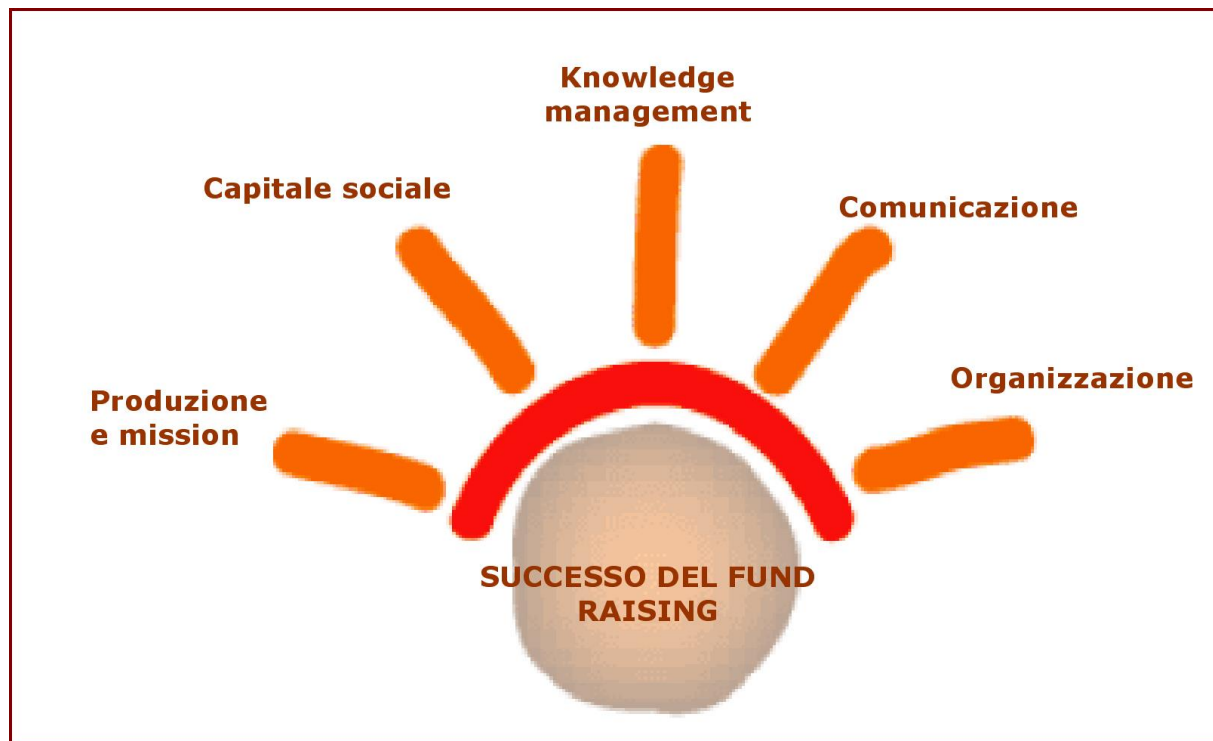 Knowledge
management
Capitale sociale
Comunicazione
Organizzazione
Produzione
e mission
SUCCESSO DEL FUND
RAISING